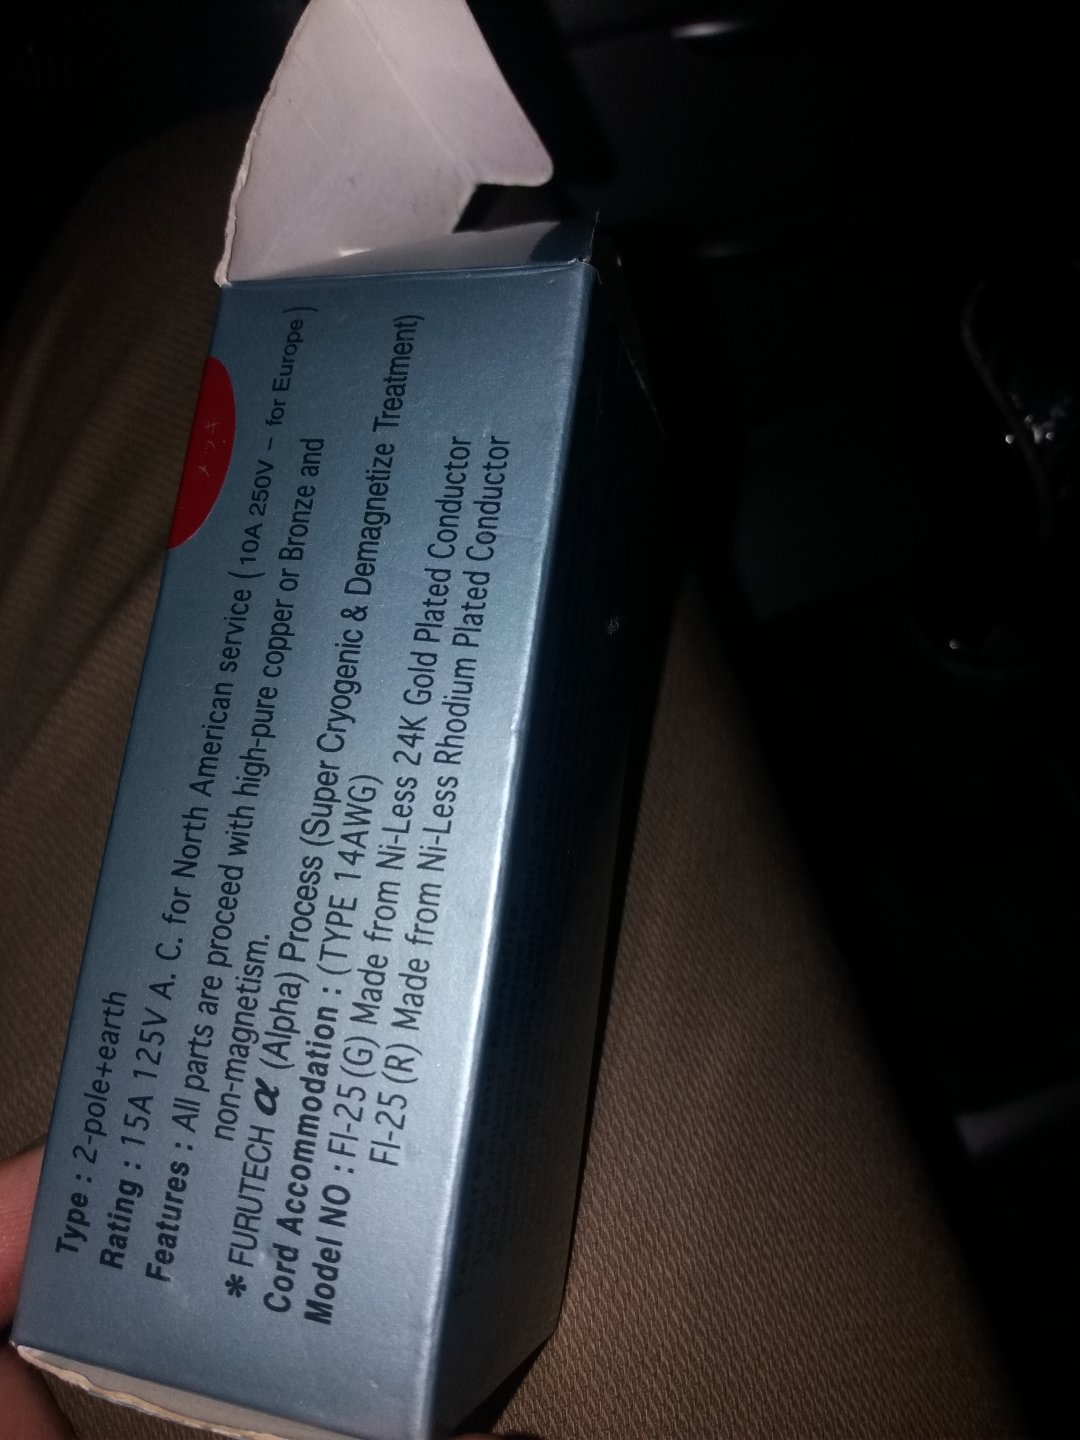 Type : 2-pole+earth
Rating : 15A 125V A. C. for North American service ( 10A 250V – for Europe )
Features : All parts are proceed with high-pure copper or Bronze and
non-magnetism.
* FURUTECH α (Alpha) Process (Super Cryogenic & Demagnetize Treatment)
Cord Accommodation : (TYPE 14AWG)
Model NO : FI-25 (G) Made from Ni-Less 24K Gold Plated Conductor
FI-25 (R) Made from Ni-Less Rhodium Plated Conductor
メッキ